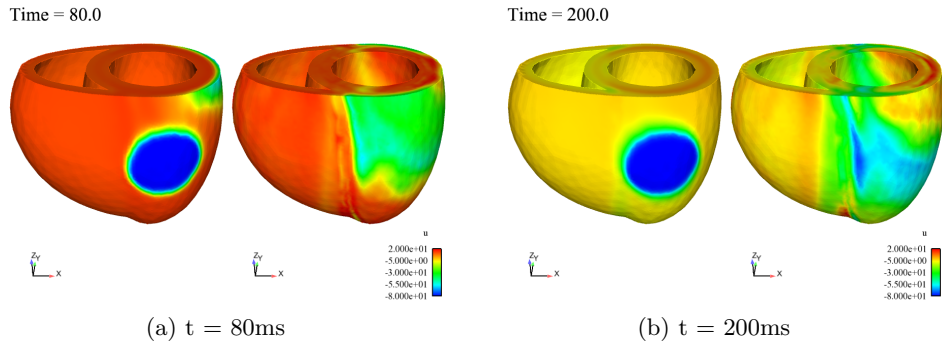 Time = 80.0
Time = 200.0
u
2.000e+01
-5.000e+00
-3.000e+01
-5.500e+01
-8.000e+01
Z Y X
Z Y X
u
2.000e+01
-5.000e+00
-3.000e+01
-5.500e+01
-8.000e+01
Z Y X
Z Y X
(a) t = 80ms
(b) t = 200ms